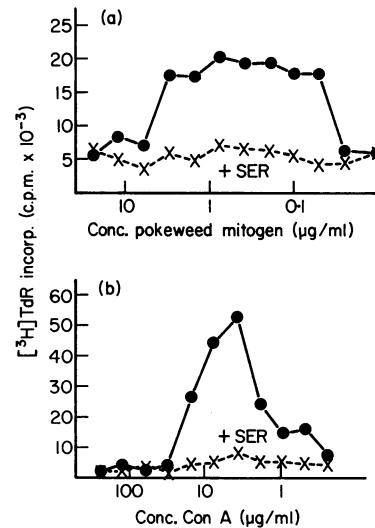 (a)
25
20
15
10
5
+ SER
10 1 0·1
Conc. pokeweed mitogen (µg/ml)
[³H]TdR incorp. (c.p.m. x 10⁻³)
(b)
60
50
40
30
20
10
+ SER
100 10 1
Conc. Con A (µg/ml)